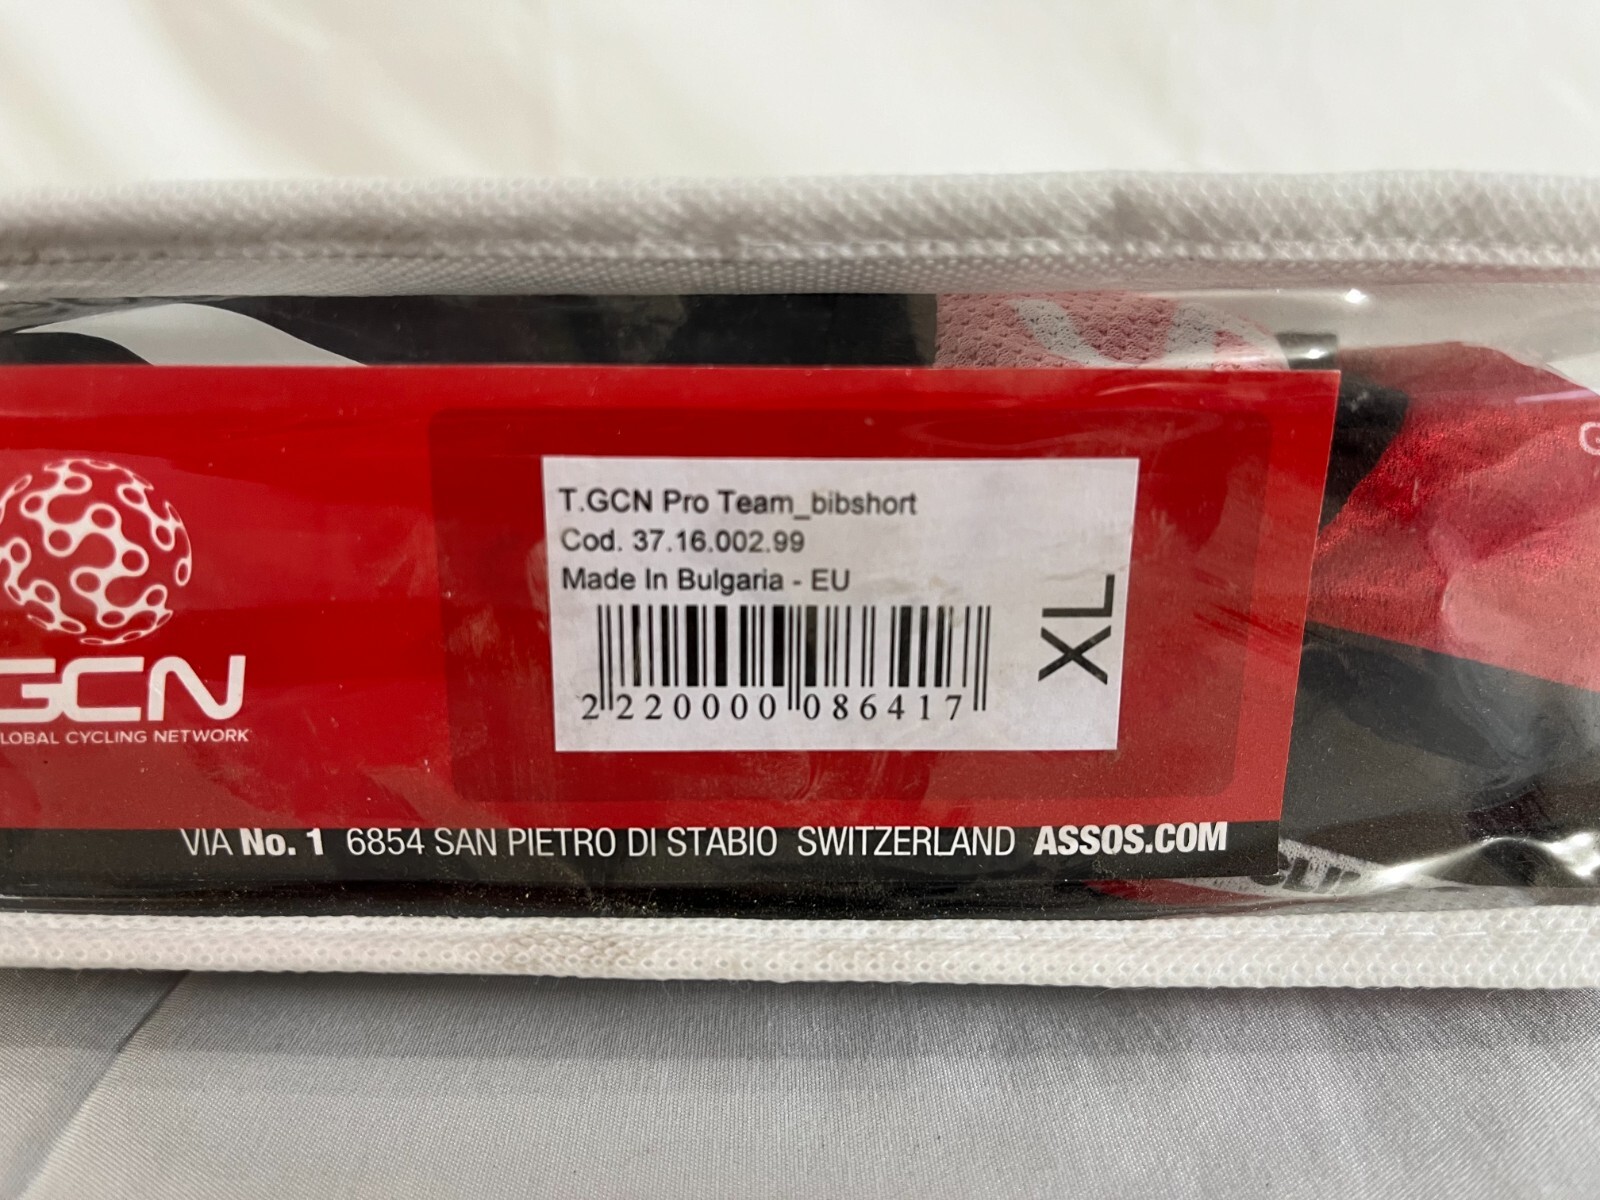 T.GCN Pro Team_bibshort
Cod. 37.16.002.99
Made In Bulgaria - EU
XL
2 220000 086417
GCN
LOBAL CYCLING NETWORK
VIA No. 1 6854 SAN PIETRO DI STABIO SWITZERLAND ASSOS.COM